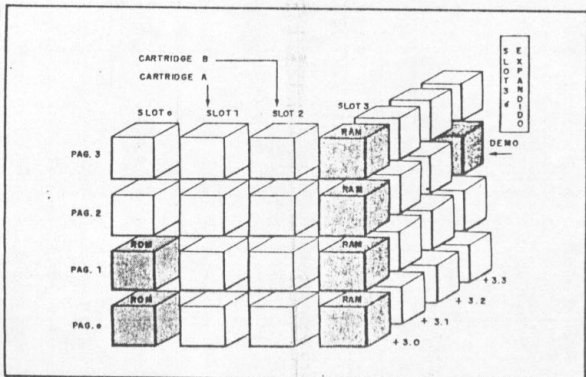 CARTRIDGE B
CARTRIDGE A
SLOT 3
EXPANDIDO
SLOT 0
SLOT 1
SLOT 2
SLOT 3
PAG. 3
RAM
DEMO
PAG. 2
RAM
PAG. 1
ROM
RAM
PAG. 0
ROM
RAM
+ 3.0
+ 3.1
+ 3.2
+ 3.3